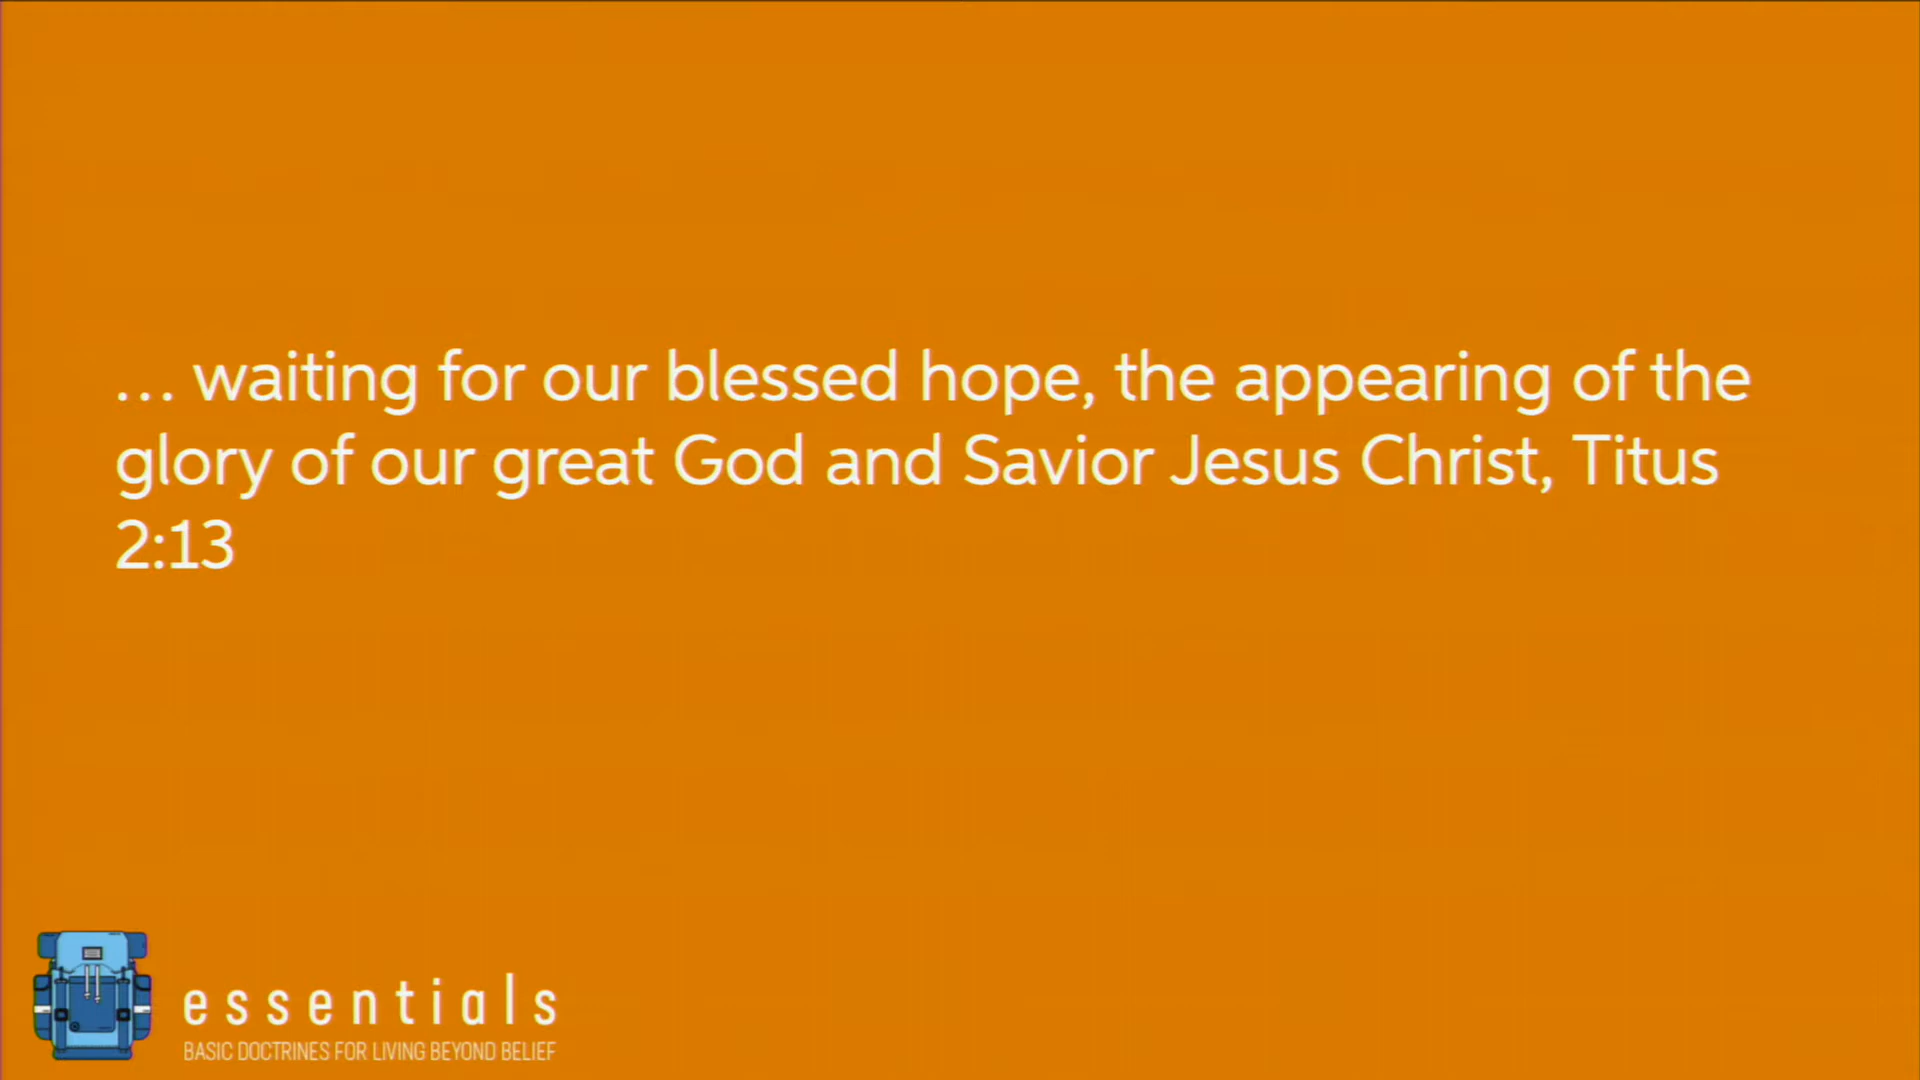 ... waiting for our blessed hope, the appearing of the
glory of our great God and Savior Jesus Christ, Titus
2:13
essentials
BASIC DOCTRINES FOR LIVING BEYOND BELIEF